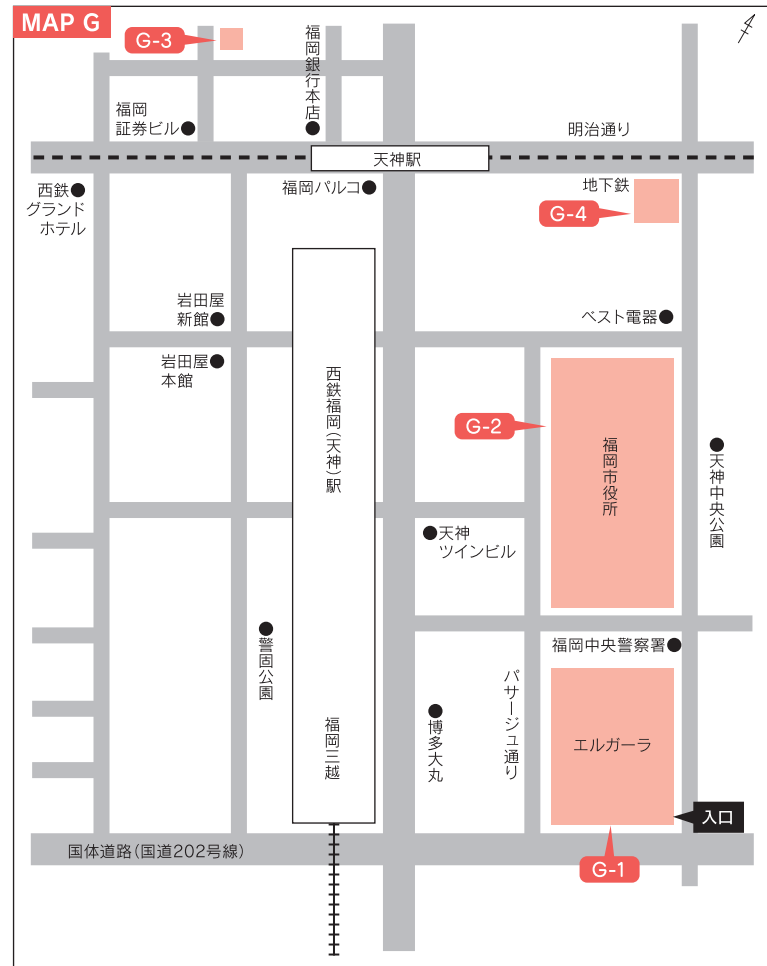 MAP G
G-3
福岡銀行本店
福岡
証券ビル
明治通り
天神駅
西鉄
グランド
ホテル
福岡パルコ
地下鉄
G-4
岩田屋
新館
ベスト電器
岩田屋
本館
西鉄福岡(天神)駅
G-2
福岡市役所
天神中央公園
天神
ツインビル
警固公園
福岡中央警察署
パサージュ通り
福岡三越
博多大丸
エルガーラ
入口
国体道路(国道202号線)
G-1